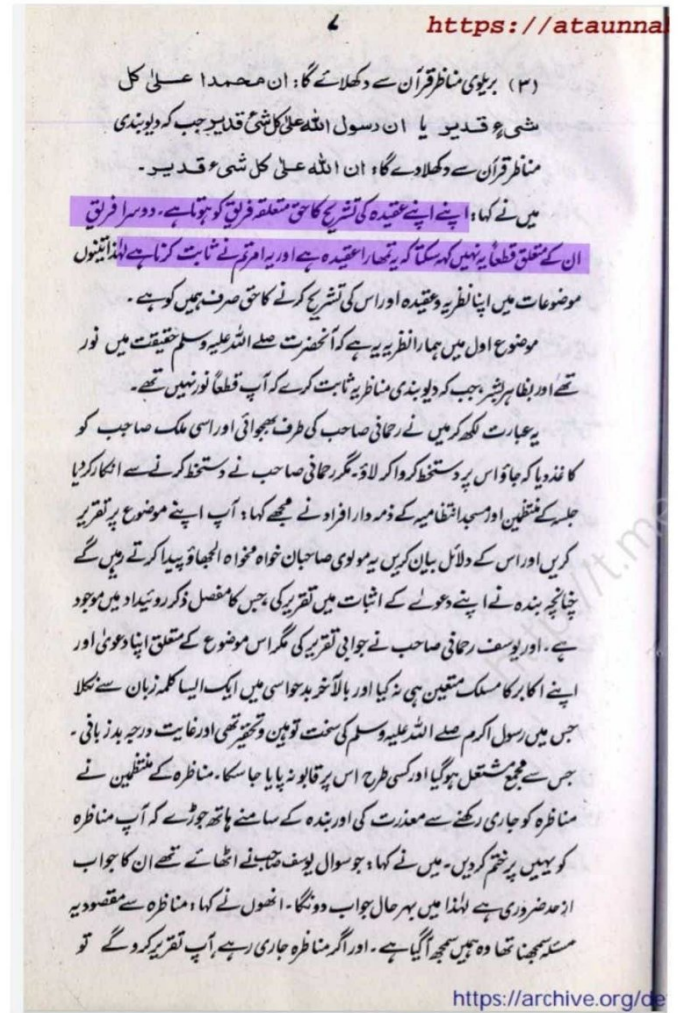 ۷
https://ataunnal
(۳) بریلوی مناظر قرآن سے دکھلائے گا: ان محمدا علیٰ کل
شیءٍ قدیر یا ان رسول اللہ علیٰ کل شیءٍ قدیر جب کہ دیوبندی
مناظر قرآن سے دکھلا دے گا: ان اللہ علیٰ کل شیءٍ قدیر۔
میں نے کہا: اپنے اپنے عقیدہ کی تشریح کا حق متعلقہ فریق کو ہوتا ہے۔ دوسرا فریق
ان کے متعلق قطعاً یہ نہیں کہہ سکتا کہ یہ تمھارا عقیدہ ہے اور یہ امر تم نے ثابت کرنا ہے لہٰذا تینوں
موضوعات میں اپنا نظریہ و عقیدہ اور اس کی تشریح کرنے کا حق صرف ہمیں کو ہے۔
موضوع اول میں ہمارا نظریہ یہ ہے کہ آنحضرت صلے اللہ علیہ وسلم حقیقت میں نور
تھے اور بظاہر بشر، جب کہ دیوبندی مناظر یہ ثابت کرے کہ آپ قطعاً نور نہیں تھے۔
یہ عبارت لکھ کر میں نے رحمانی صاحب کی طرف بھجوائی اور اسی ملک صاحب کو
کاغذ دیا کہ جاؤ اس پر دستخط کروا کر لاؤ۔ مگر رحمانی صاحب نے دستخط کرنے سے انکار کر دیا
جلسہ کے منتظمین اور مسجد انتظامیہ کے ذمہ دار افراد نے مجھے کہا: آپ اپنے موضوع پر تقریر
کریں اور اس کے دلائل بیان کریں یہ مولوی صاحبان خواہ مخواہ الجھاؤ پیدا کرتے رہیں گے
چنانچہ بندہ نے اپنے دعوےٰ کے اثبات میں تقریر کی، جس کا مفصل ذکر روئیداد میں موجود
ہے۔ اور یوسف رحمانی صاحب نے جوابی تقریر کی مگر اس موضوع کے متعلق اپنا دعویٰ اور
اپنے اکابر کا مسلک متعین ہی نہ کیا اور بالآخر بدحواسی میں ایک ایسا کلمہ زبان سے نکلا
جس میں رسول اکرم صلے اللہ علیہ وسلم کی سخت توہین و تحقیر تھی اور غایت درجہ بدزبانی۔
جس سے مجمع مشتعل ہو گیا اور کسی طرح اس پر قابو نہ پایا جا سکا۔ مناظرہ کے منتظمین نے
مناظرہ کو جاری رکھنے سے معذرت کی اور بندہ کے سامنے ہاتھ جوڑے کہ آپ مناظرہ
کو یہیں پر ختم کر دیں۔ میں نے کہا: جو سوال یوسف صاحب نے اٹھائے تھے ان کا جواب
از حد ضروری ہے لہٰذا میں بہر حال جواب دونگا۔ انھوں نے کہا: مناظرہ سے مقصود یہ
مسئلہ سمجھنا تھا وہ ہمیں سمجھ آ گیا ہے۔ اور اگر مناظرہ جاری رہے، آپ تقریر کرو گے تو
http://t.me
https://archive.org/de